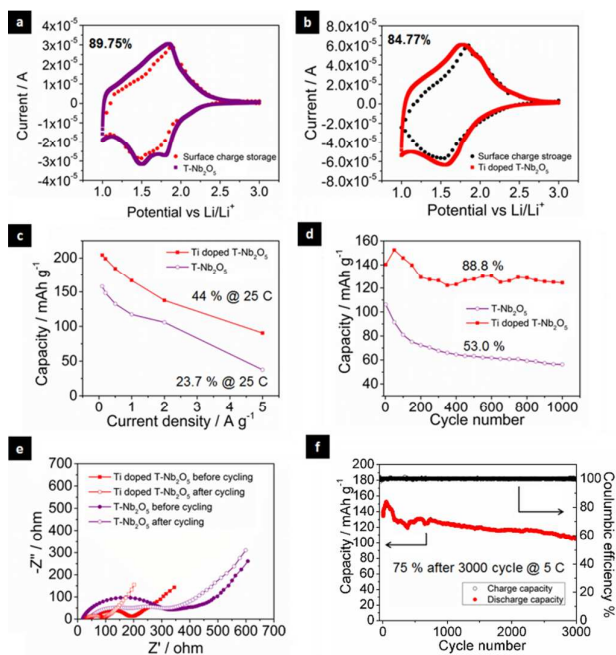 a
89.75%
4x10⁻⁵
3x10⁻⁵
2x10⁻⁵
1x10⁻⁵
0
-1x10⁻⁵
-2x10⁻⁵
-3x10⁻⁵
-4x10⁻⁵
Current / A
Surface charge storage
T-Nb₂O₅
1.0 1.5 2.0 2.5 3.0
Potential vs Li/Li⁺
b
84.77%
8.0x10⁻⁵
6.0x10⁻⁵
4.0x10⁻⁵
2.0x10⁻⁵
0.0
-2.0x10⁻⁵
-4.0x10⁻⁵
-6.0x10⁻⁵
-8.0x10⁻⁵
Current / A
Surface charge stroage
Ti doped T-Nb₂O₅
1.0 1.5 2.0 2.5 3.0
Potential vs Li/Li⁺
c
Capacity / mAh g⁻¹
200
150
100
50
0
Ti doped T-Nb₂O₅
T-Nb₂O₅
44 % @ 25 C
23.7 % @ 25 C
0 1 2 3 4 5
Current density / A g⁻¹
d
Capacity / mAh g⁻¹
160
140
120
100
80
60
40
88.8 %
T-Nb₂O₅
Ti doped T-Nb₂O₅
53.0 %
0 200 400 600 800 1000
Cycle number
e
-Z'' / ohm
700
600
500
400
300
200
100
0
Ti doped T-Nb₂O₅ before cycling
Ti doped T-Nb₂O₅ after cycling
T-Nb₂O₅ before cycling
T-Nb₂O₅ after cycling
0 100 200 300 400 500 600 700
Z' / ohm
f
Capacity / mAh g⁻¹
200
180
160
140
120
100
80
60
40
20
0
100
80
60
40
20
0
Coulumbic
efficiency %
75 % after 3000 cycle @ 5 C
Charge capacity
Discharge capacity
0 1000 2000 3000
Cycle number